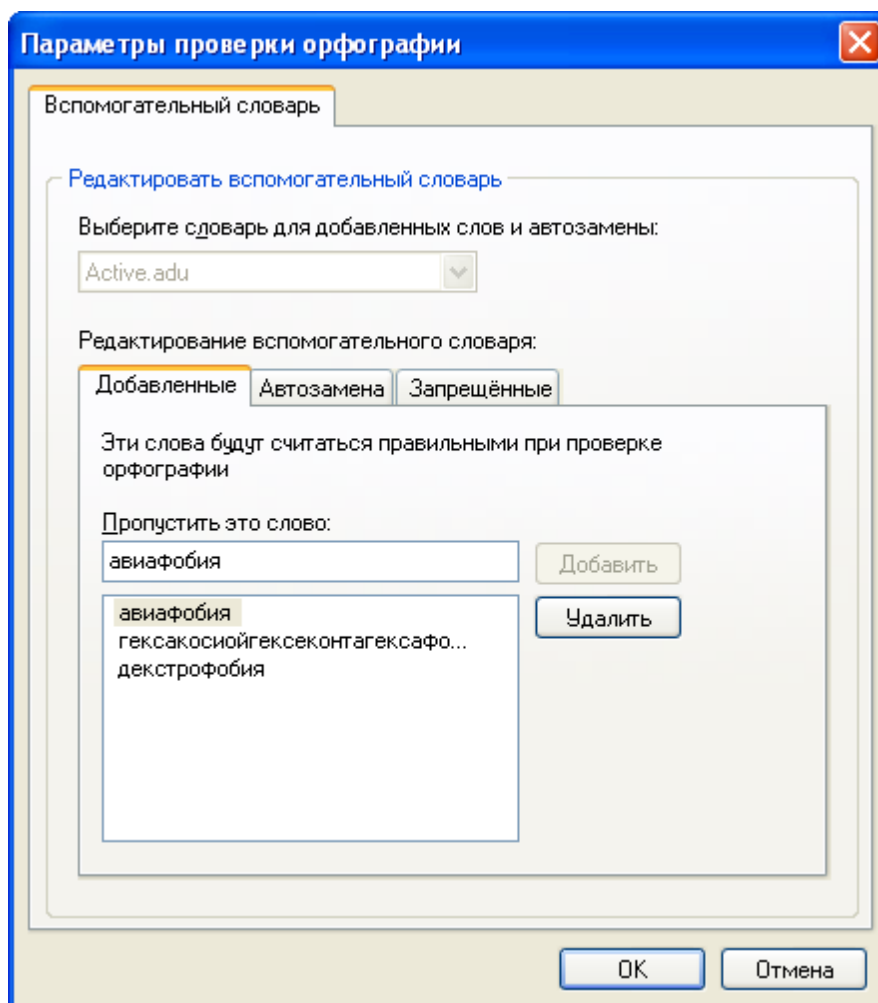 Параметры проверки орфографии
Вспомогательный словарь
Редактировать вспомогательный словарь
Выберите словарь для добавленных слов и автозамены:
Active.adu
Редактирование вспомогательного словаря:
Добавленные Автозамена Запрещённые
Эти слова будут считаться правильными при проверке
орфографии
Пропустить это слово:
авиафобия Добавить
авиафобия Удалить
гексакосиойгексеконтагексафо...
декстрофобия
OK Отмена